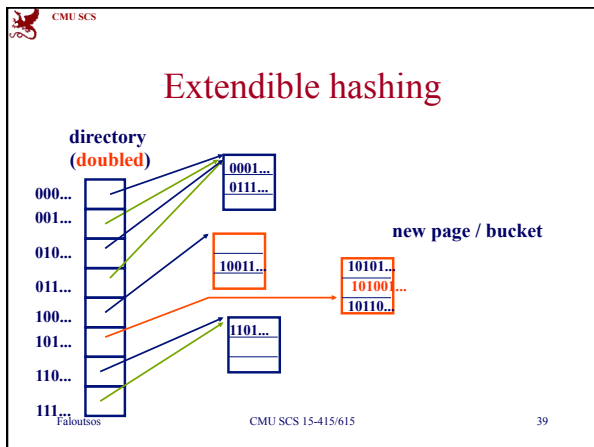 CMU SCS
Extendible hashing
directory
(doubled)
000...
001...
010...
011...
100...
101...
110...
111...
0001...
0111...
10011...
1101...
new page / bucket
10101...
101001...
10110...
Faloutsos
CMU SCS 15-415/615
39